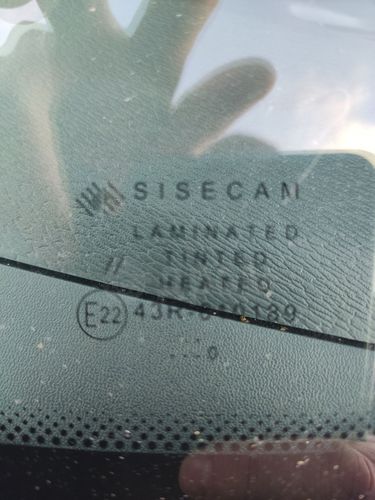 SISECAM
LAMINATED
// TINTED
HEATED
E22